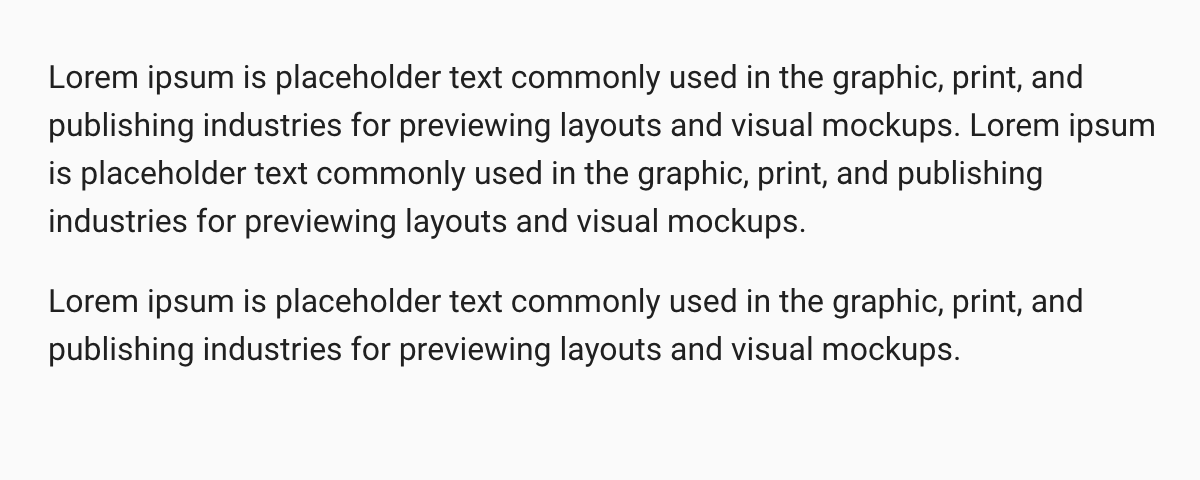 Lorem ipsum is placeholder text commonly used in the graphic, print, and
publishing industries for previewing layouts and visual mockups. Lorem ipsum
is placeholder text commonly used in the graphic, print, and publishing
industries for previewing layouts and visual mockups.
Lorem ipsum is placeholder text commonly used in the graphic, print, and
publishing industries for previewing layouts and visual mockups.